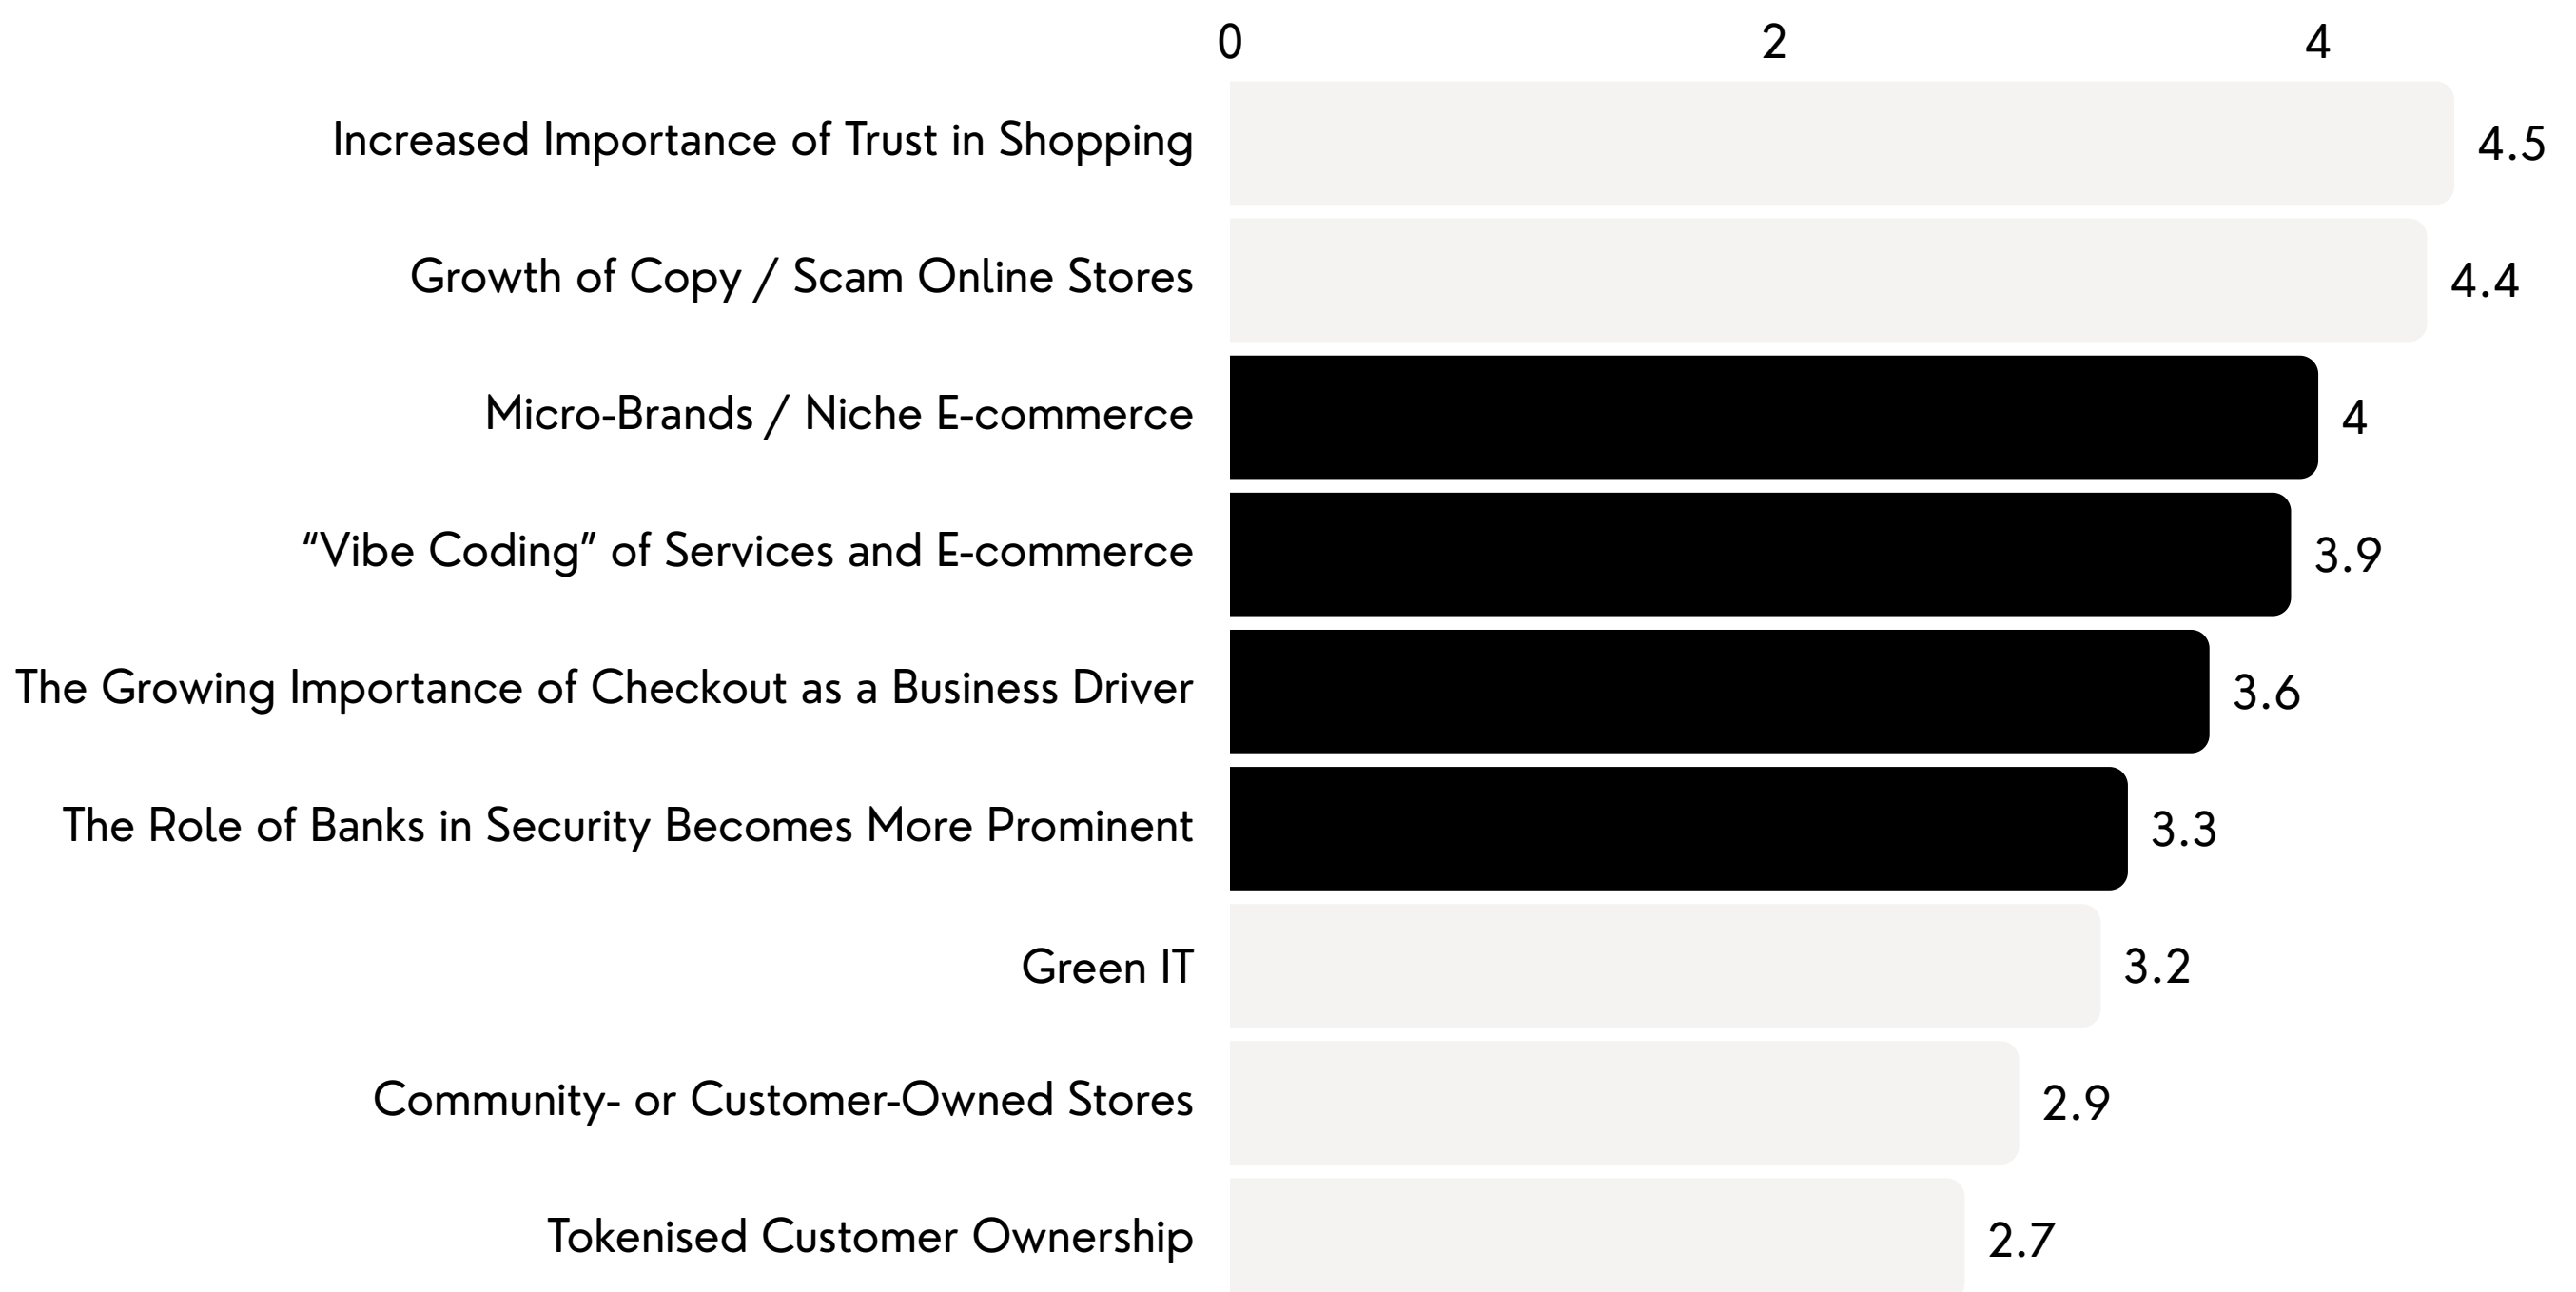 0 2 4
Increased Importance of Trust in Shopping 4.5
Growth of Copy / Scam Online Stores 4.4
Micro-Brands / Niche E-commerce 4
“Vibe Coding” of Services and E-commerce 3.9
The Growing Importance of Checkout as a Business Driver 3.6
The Role of Banks in Security Becomes More Prominent 3.3
Green IT 3.2
Community- or Customer-Owned Stores 2.9
Tokenised Customer Ownership 2.7